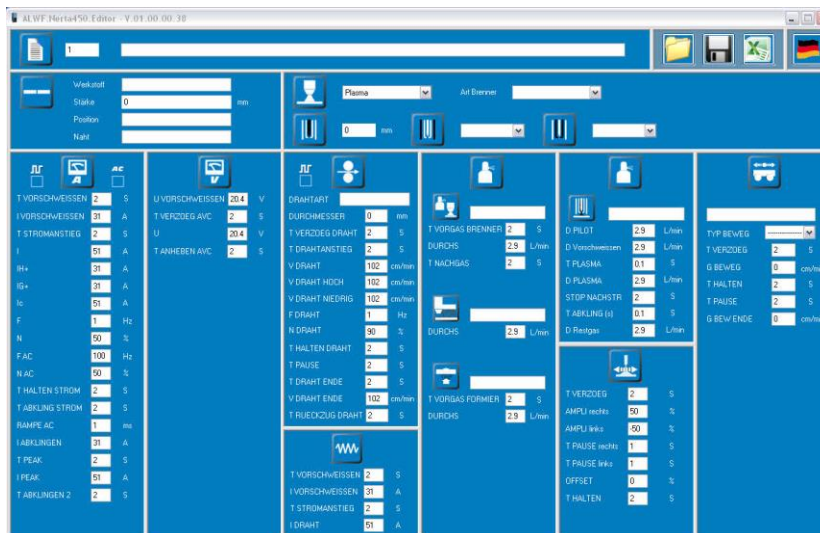 ALWF.Nerta450.Editor - V.01.00.00.38
1
Werkstoff
Stärke 0 mm
Position
Naht
Plasma
Art Brenner
0 mm
A
AC
T VORSCHWEISSEN 2 S
I VORSCHWEISSEN 31 A
T STROMANSTIEG 2 S
I 51 A
IH+ 31 A
IG+ 31 A
Ic 51 A
F 1 Hz
N 50 %
F AC 100 Hz
N AC 50 %
T HALTEN STROM 2 S
T ABKLING STROM 2 S
RAMPE AC 1 ms
I ABKLINGEN 31 A
T PEAK 2 S
I PEAK 51 A
T ABKLINGEN 2 2 S
V
U VORSCHWEISSEN 20.4 V
T VERZOEG AVC 2 S
U 20.4 V
T ANHEBEN AVC 2 S
DRAHTART
DURCHMESSER 0 mm
T VERZOEG DRAHT 2 S
T DRAHTANSTIEG 2 S
V DRAHT 102 cm/min
V DRAHT HOCH 102 cm/min
V DRAHT NIEDRIG 102 cm/min
F DRAHT 1 Hz
N DRAHT 90 %
T HALTEN DRAHT 2 S
T PAUSE 2 S
T DRAHT ENDE 2 S
V DRAHT ENDE 102 cm/min
T RUECKZUG DRAHT 2 S
T VORSCHWEISSEN 2 S
I VORSCHWEISSEN 31 A
T STROMANSTIEG 2 S
I DRAHT 51 A
T VORGAS BRENNER 2 S
DURCHS 2.9 L/min
T NACHGAS 2 S
DURCHS 2.9 L/min
T VORGAS FORMIER 2 S
DURCHS 2.9 L/min
D PILOT 2.9 L/min
D Vorschweissen 2.9 L/min
T PLASMA 0.1 S
D PLASMA 2.9 L/min
STOP NACHSTR 2 S
T ABKLING (s) 0.1 S
D Restgas 2.9 L/min
T VERZOEG 2 S
AMPLI rechts 50 %
AMPLI links -50 %
T PAUSE rechts 1 S
T PAUSE links 1 S
OFFSET 0 %
T HALTEN 2 S
TYP BEWEG ---------------
T VERZOEG 2 S
G BEWEG 0 cm/m
T HALTEN 2 S
T PAUSE 2 S
G BEW ENDE 0 cm/m